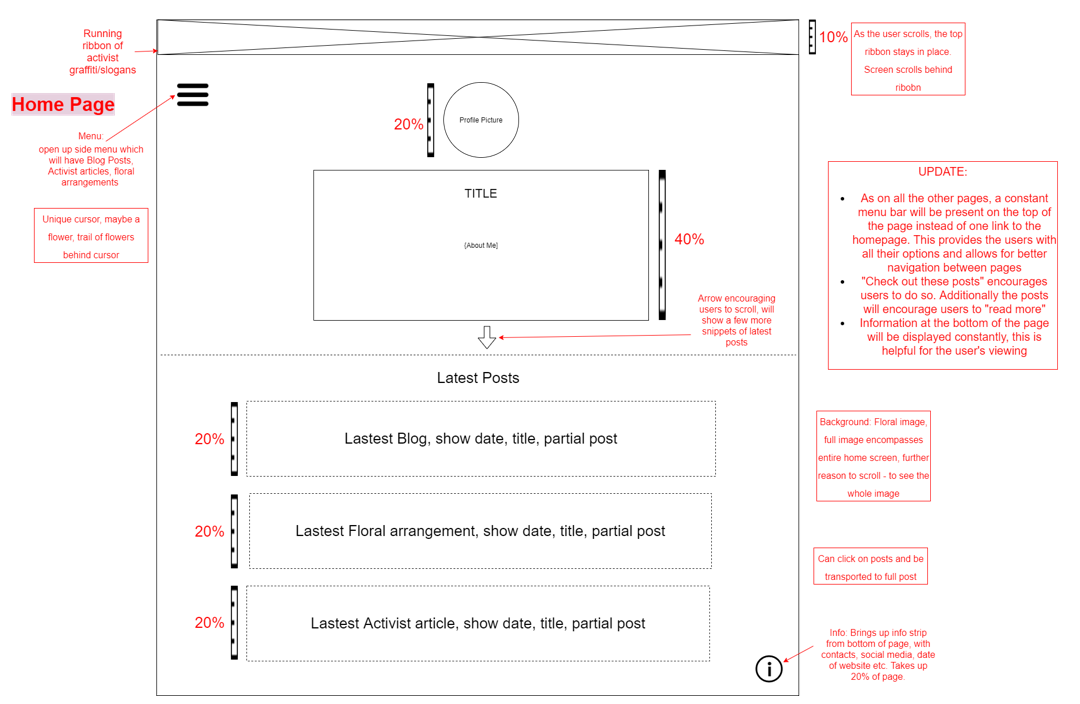 Running
ribbon of
activist
graffiti/slogans
10%
As the user scrolls, the top
ribbon stays in place.
Screen scrolls behind
ribobn
Home Page
Menu:
open up side menu which
will have Blog Posts,
Activist articles, floral
arrangements
Unique cursor, maybe a
flower, trail of flowers
behind cursor
20%
Profile Picture
TITLE
[About Me]
40%
Arrow encouraging
users to scroll, will
show a few more
snippets of latest
posts
UPDATE:
As on all the other pages, a constant
menu bar will be present on the top of
the page instead of one link to the
homepage. This provides the users with
all their options and allows for better
navigation between pages
"Check out these posts" encourages
users to do so. Additionally the posts
will encourage users to "read more"
Information at the bottom of the page
will be displayed constantly, this is
helpful for the user's viewing
Latest Posts
20%
Lastest Blog, show date, title, partial post
20%
Lastest Floral arrangement, show date, title, partial post
20%
Lastest Activist article, show date, title, partial post
Background: Floral image,
full image encompasses
entire home screen, further
reason to scroll - to see the
whole image
Can click on posts and be
transported to full post
Info: Brings up info strip
from bottom of page, with
contacts, social media, date
of website etc. Takes up
20% of page.